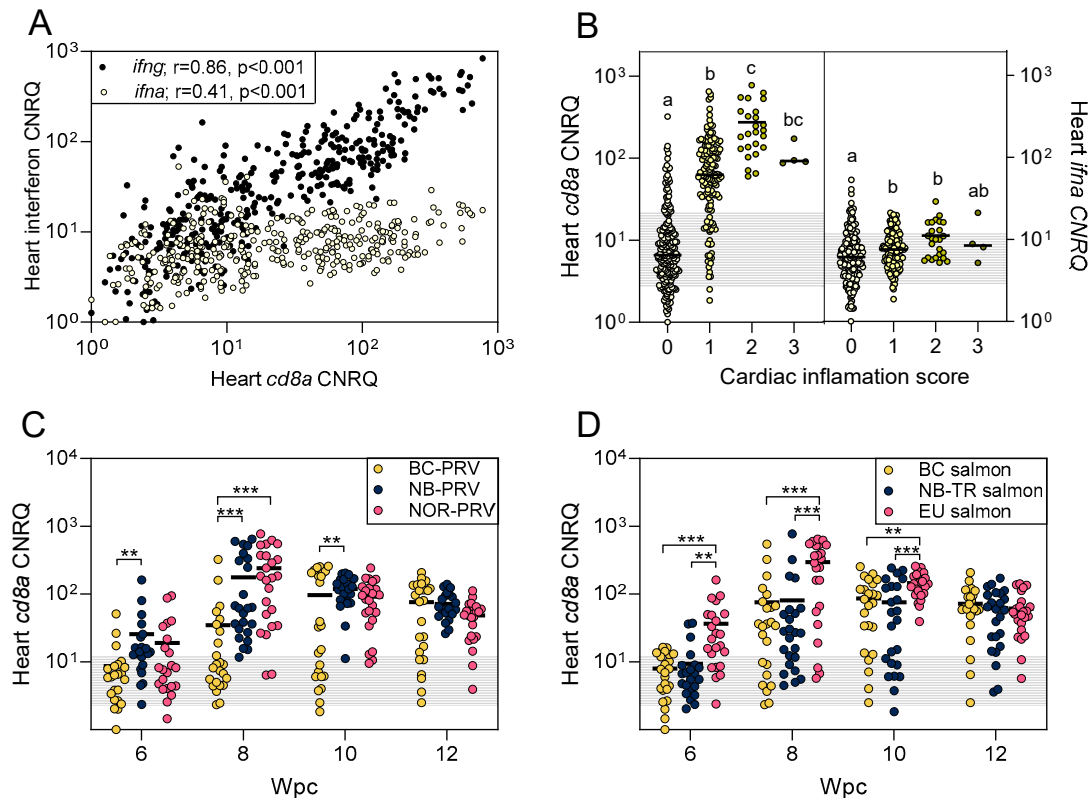 A
10³
10²
10¹
10⁰
Heart interferon CNRQ
ifng; r=0.86, p<0.001
ifna; r=0.41, p<0.001
10⁰ 10¹ 10² 10³
Heart cd8a CNRQ
B
10³
10²
10¹
10⁰
Heart cd8a CNRQ
a b c bc
a b b ab
10³
10²
10¹
10⁰
Heart ifna CNRQ
0 1 2 3 0 1 2 3
Cardiac inflamation score
C
10⁴
10³
10²
10¹
Heart cd8a CNRQ
BC-PRV
NB-PRV
NOR-PRV
**
***
***
**
6 8 10 12
Wpc
D
10⁴
10³
10²
10¹
Heart cd8a CNRQ
BC salmon
NB-TR salmon
EU salmon
***
**
***
***
**
***
6 8 10 12
Wpc